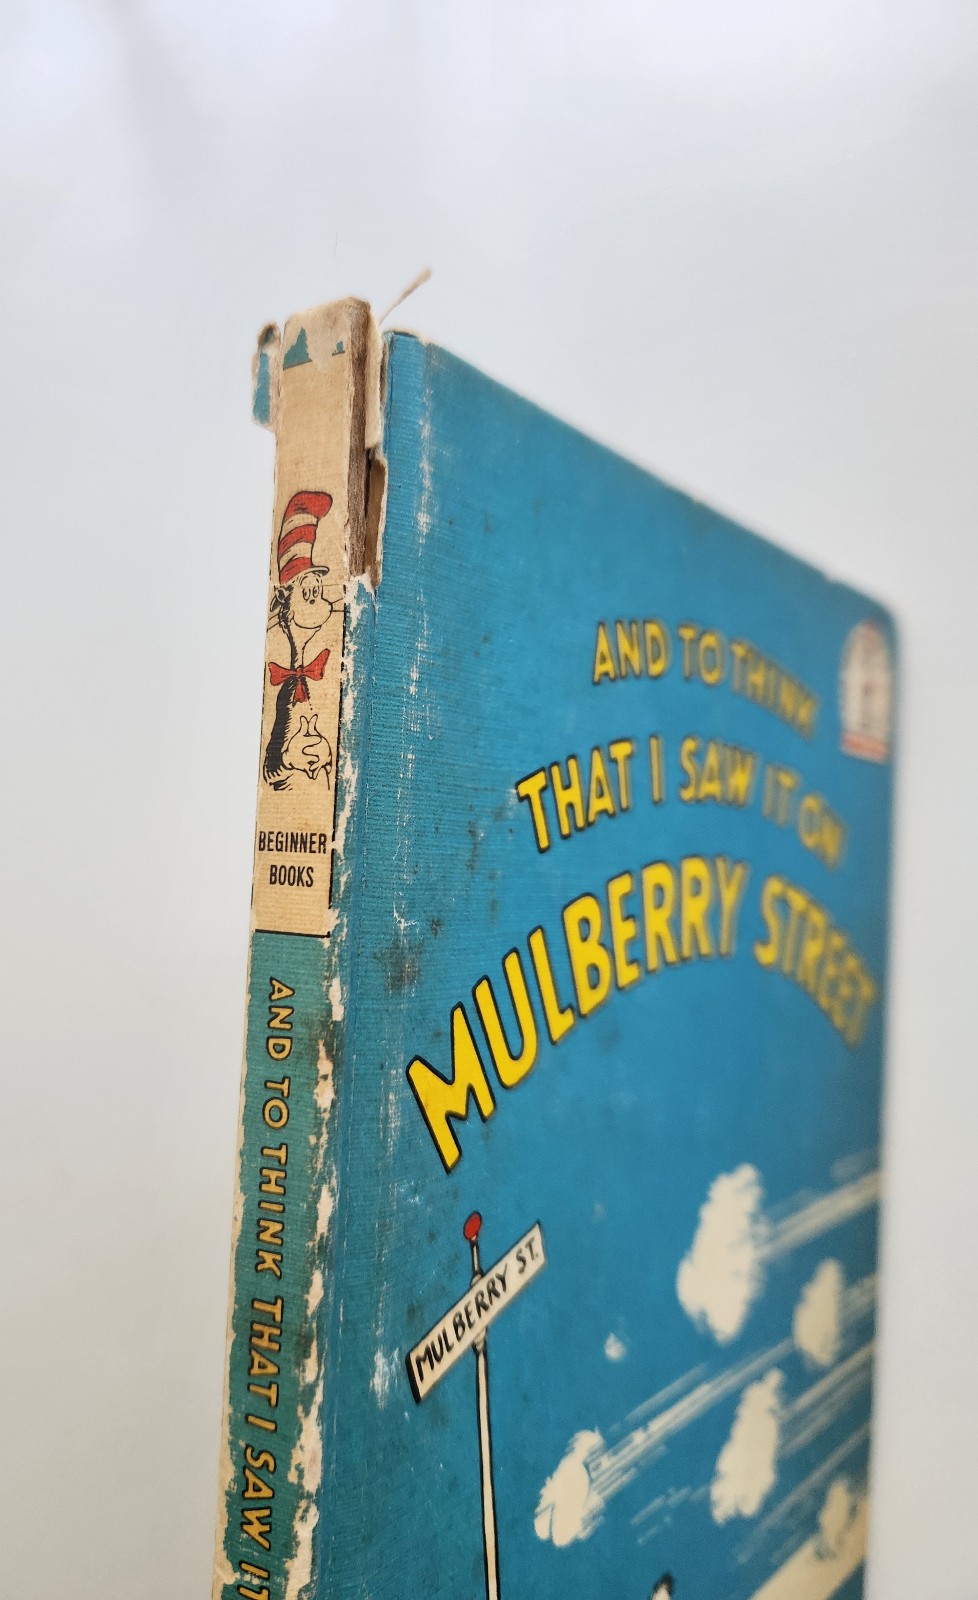 BEGINNER
BOOKS
AND TO THINK THAT I SAW IT
AND TO THINK
THAT I SAW IT ON
MULBERRY STREET
MULBERRY ST.